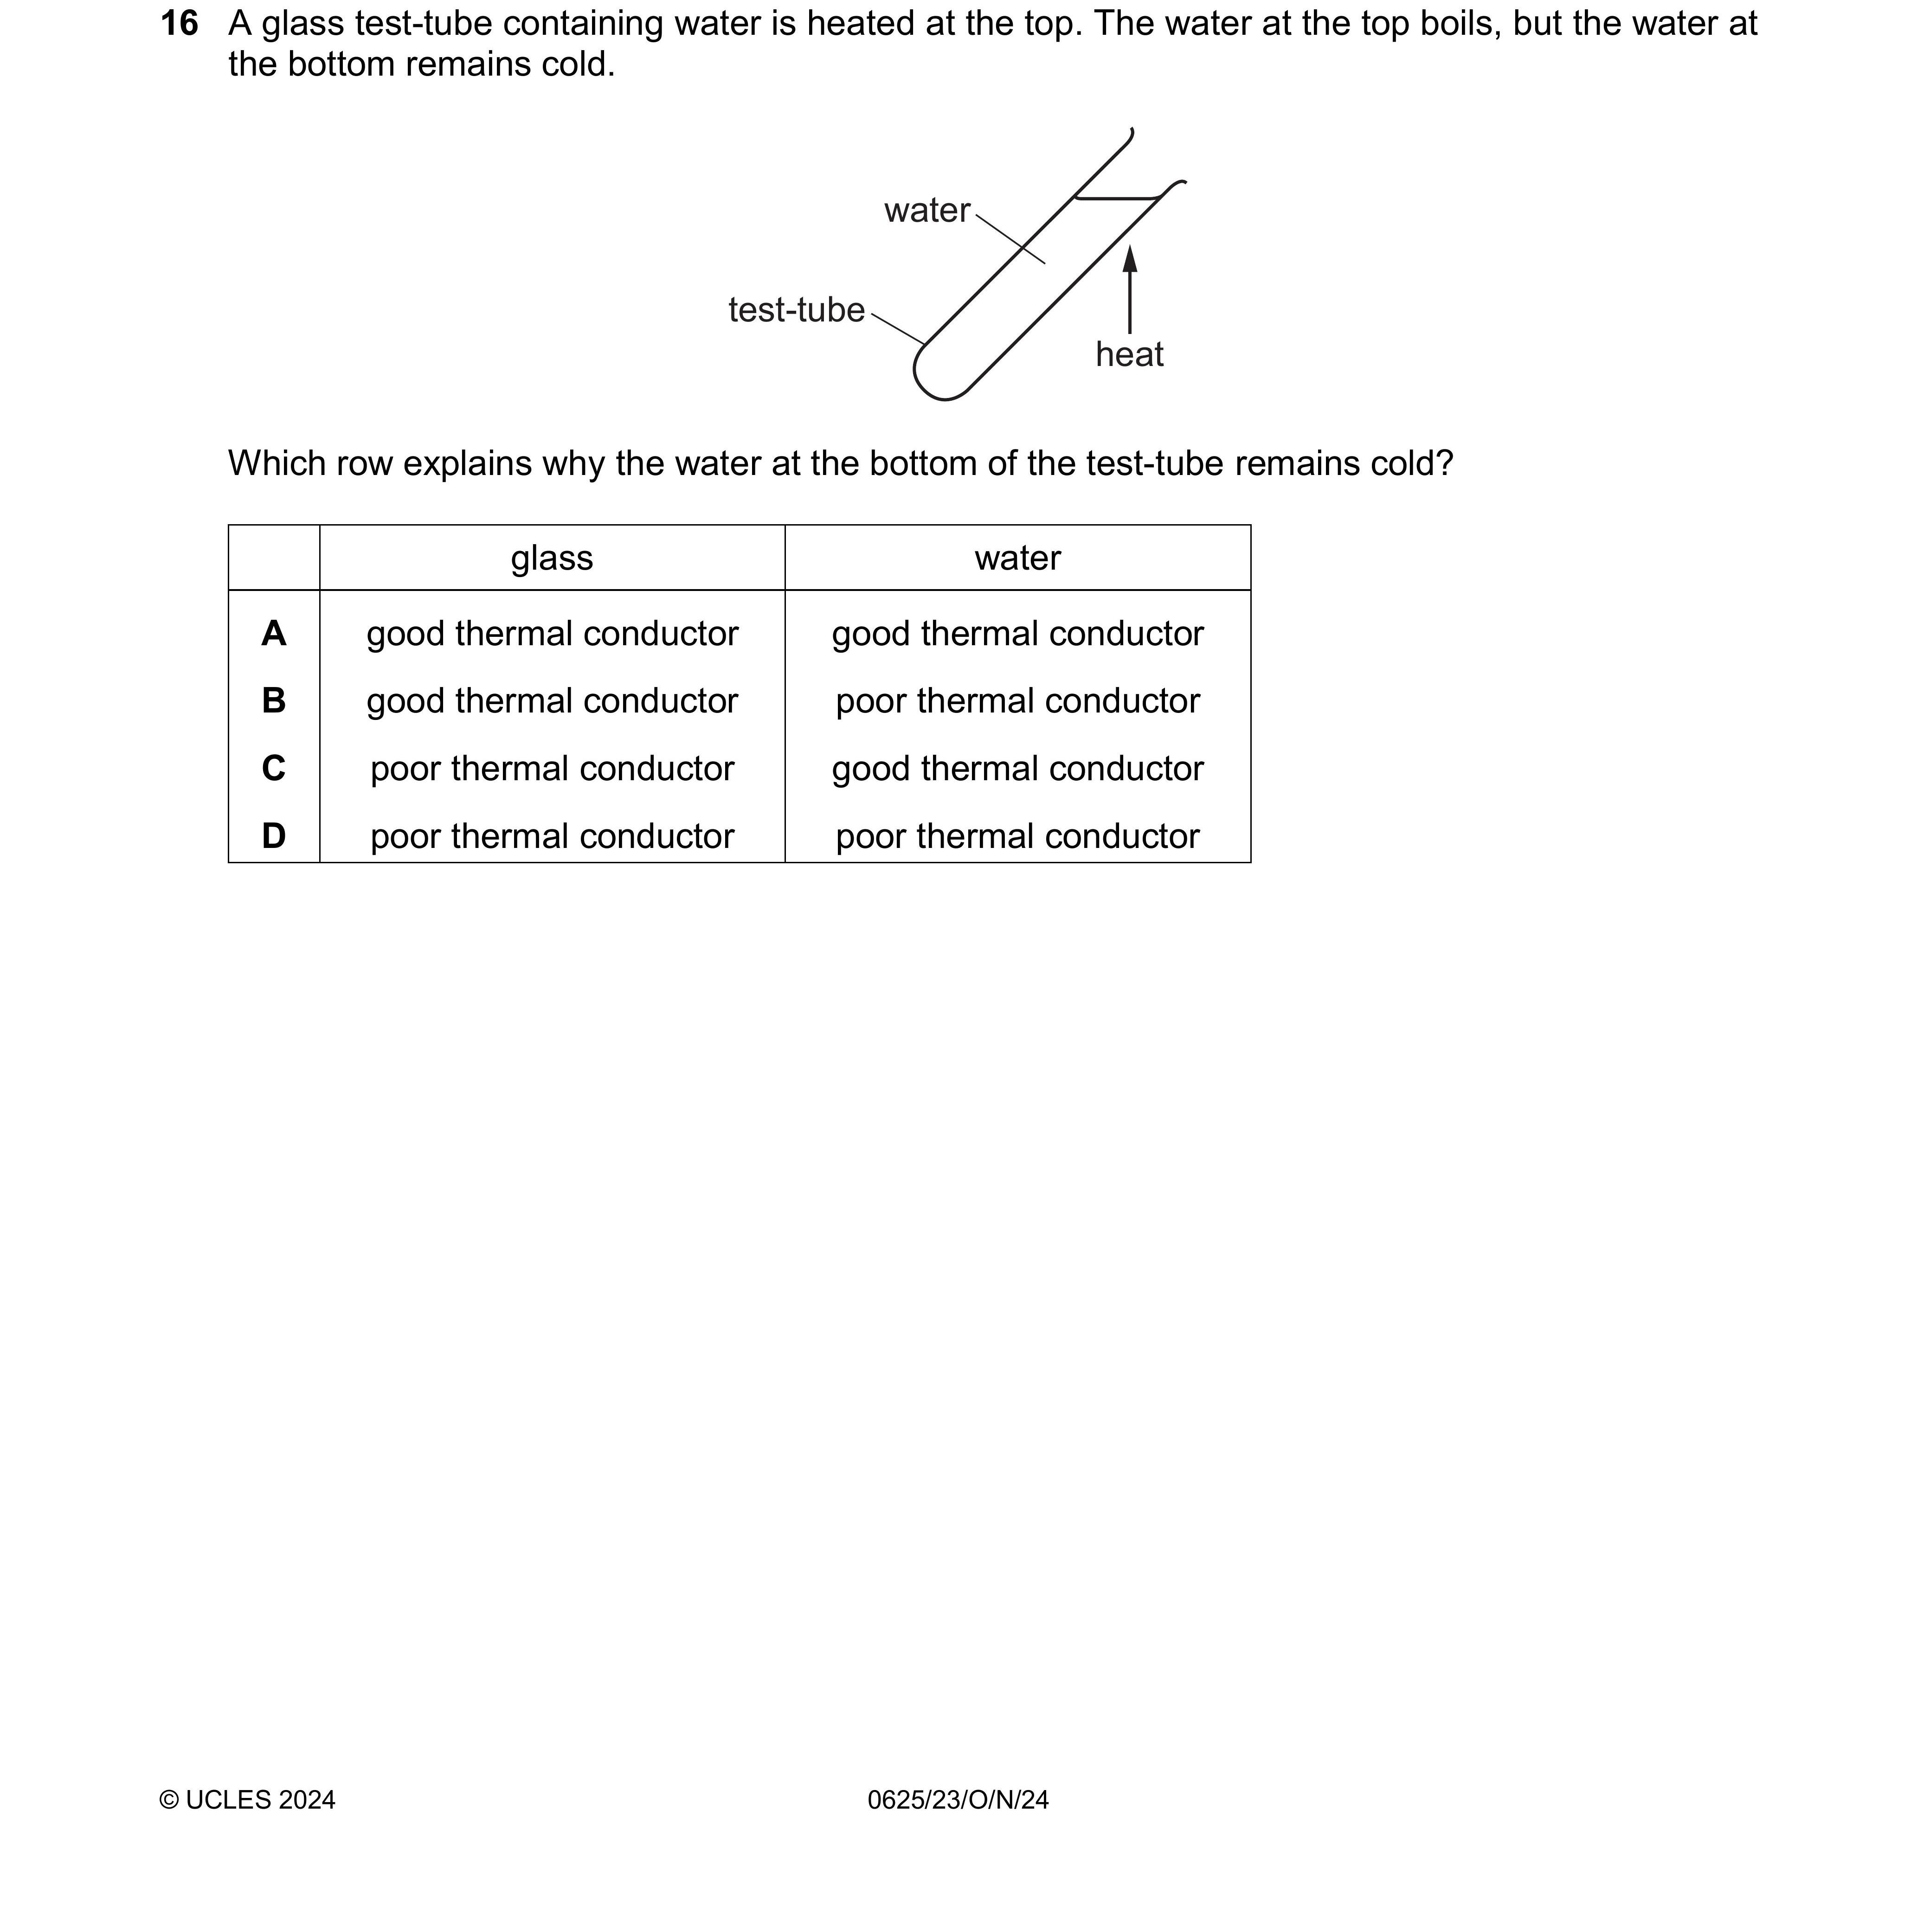 16 A glass test-tube containing water is heated at the top. The water at the top boils, but the water at
the bottom remains cold.
water
test-tube
heat
Which row explains why the water at the bottom of the test-tube remains cold?
glass water
A good thermal conductor good thermal conductor
B good thermal conductor poor thermal conductor
C poor thermal conductor good thermal conductor
D poor thermal conductor poor thermal conductor
© UCLES 2024 0625/23/O/N/24